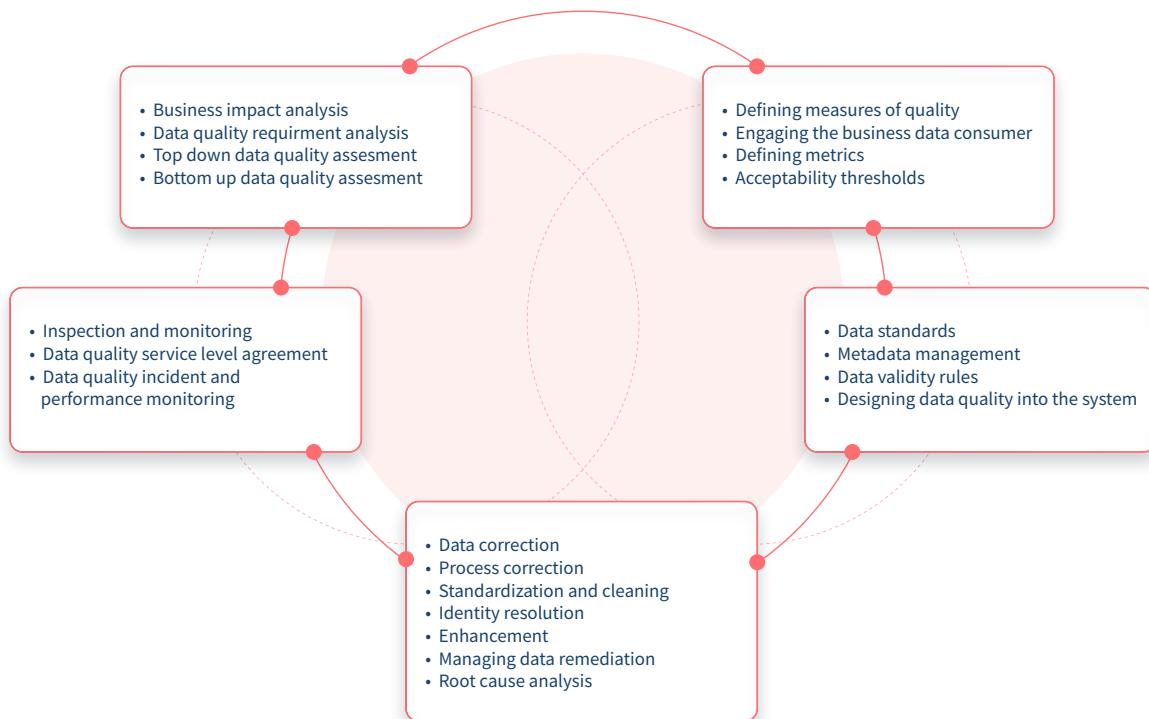 • Business impact analysis
• Data quality requirment analysis
• Top down data quality assesment
• Bottom up data quality assesment
• Defining measures of quality
• Engaging the business data consumer
• Defining metrics
• Acceptability thresholds
• Inspection and monitoring
• Data quality service level agreement
• Data quality incident and
performance monitoring
• Data standards
• Metadata management
• Data validity rules
• Designing data quality into the system
• Data correction
• Process correction
• Standardization and cleaning
• Identity resolution
• Enhancement
• Managing data remediation
• Root cause analysis